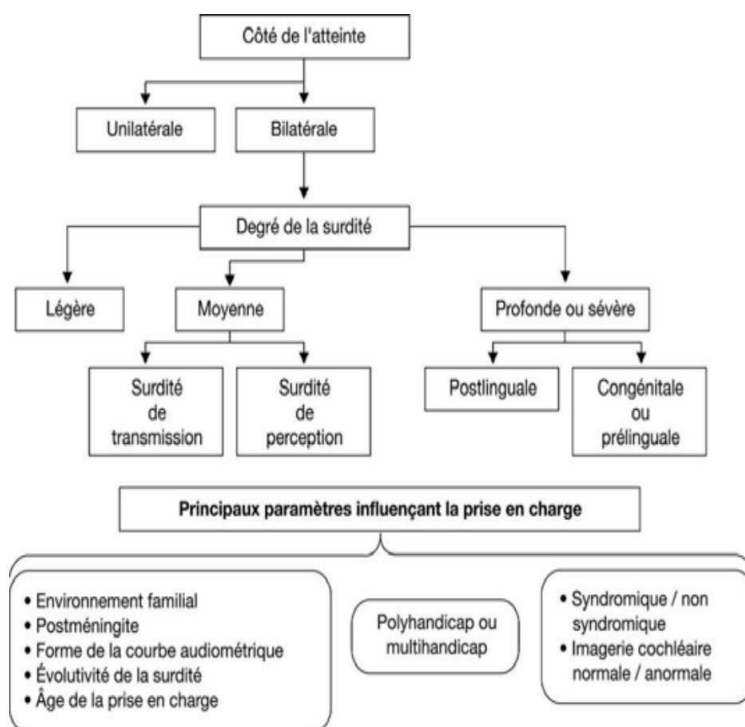 Côté de l'atteinte
Unilatérale
Bilatérale
Degré de la surdité
Légère
Moyenne
Profonde ou sévère
Surdité
de
transmission
Surdité
de
perception
Postlinguale
Congénitale
ou
prélinguale
Principaux paramètres influençant la prise en charge
• Environnement familial
• Postméningite
• Forme de la courbe audiométrique
• Évolutivité de la surdité
• Âge de la prise en charge
Polyhandicap ou
multihandicap
• Syndromique / non
syndromique
• Imagerie cochléaire
normale / anormale